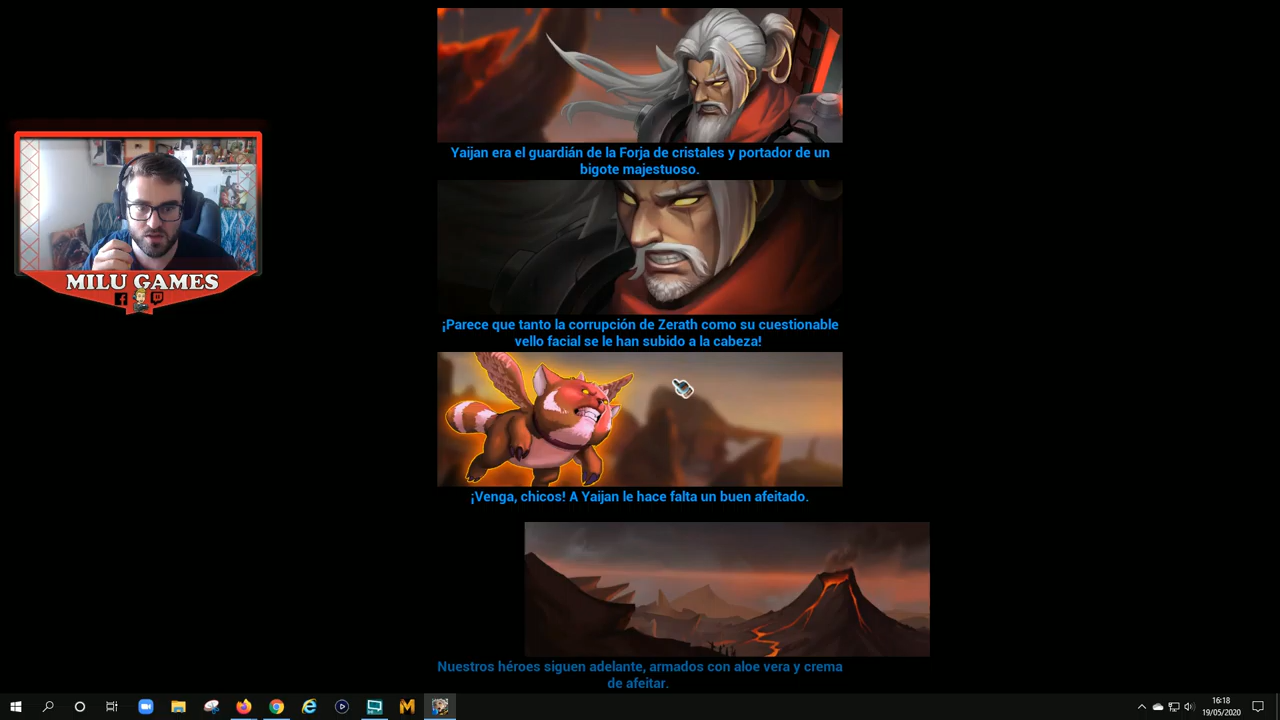 Yaijan era el guardián de la Forja de cristales y portador de un
bigote majestuoso.
MILU GAMES
¡Parece que tanto la corrupción de Zerath como su cuestionable
vello facial se le han subido a la cabeza!
¡Venga, chicos! A Yaijan le hace falta un buen afeitado.
Nuestros héroes siguen adelante, armados con aloe vera y crema
de afeitar.
16:18
19/05/2020